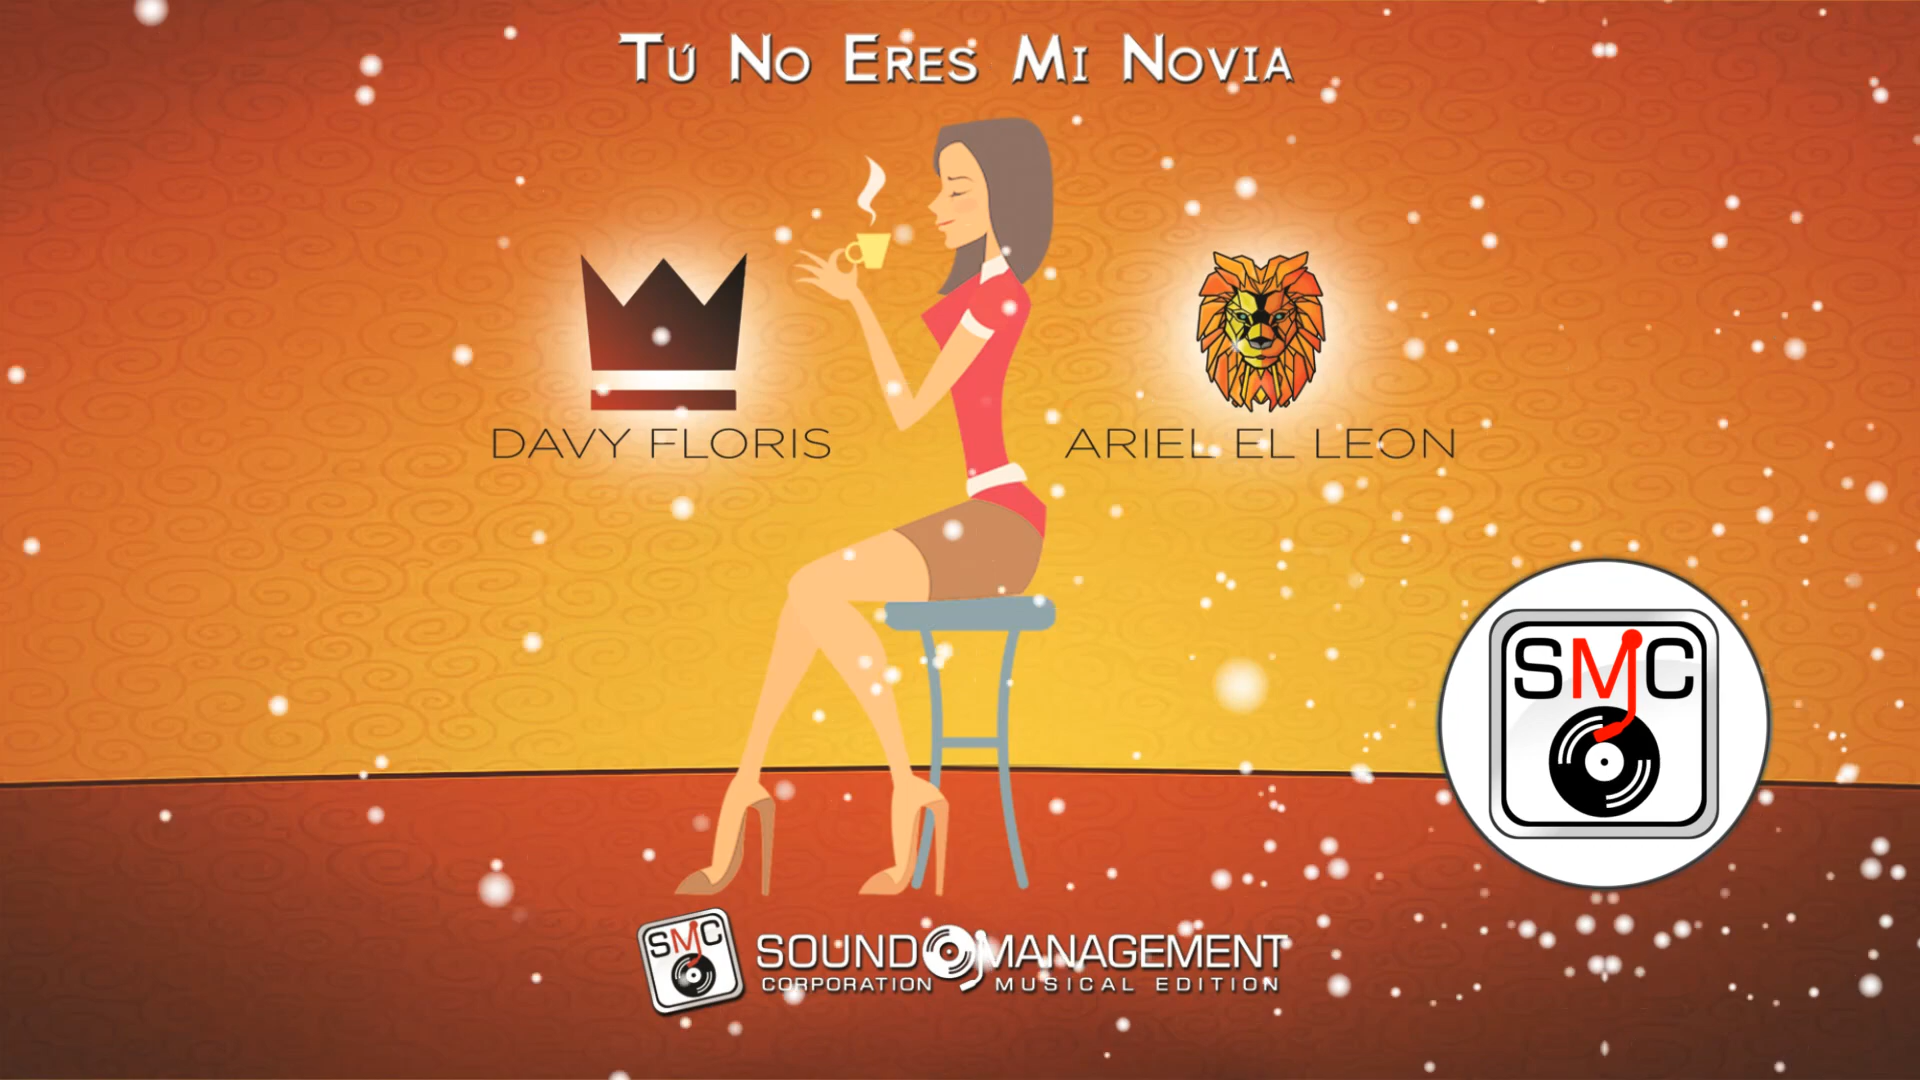 Tú No Eres Mi Novia
DAVY FLORIS
ARIEL EL LEON
SMC
SMC
SOUND MANAGEMENT
CORPORATION MUSICAL EDITION